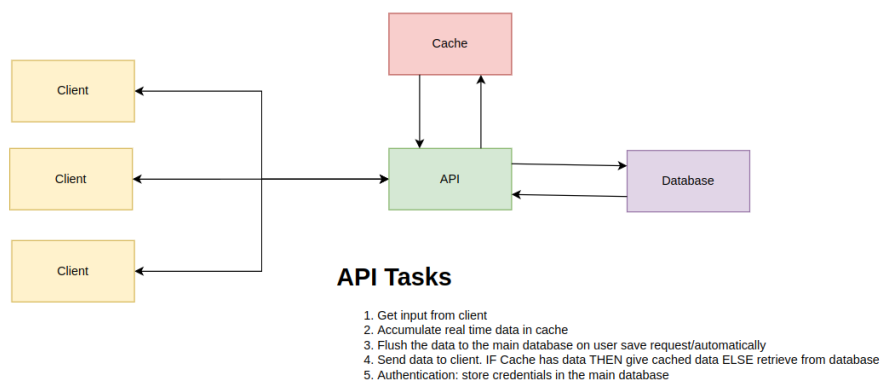 Cache
Client
Client
API
Database
Client
API Tasks
1. Get input from client
2. Accumulate real time data in cache
3. Flush the data to the main database on user save request/automatically
4. Send data to client. IF Cache has data THEN give cached data ELSE retrieve from database
5. Authentication: store credentials in the main database